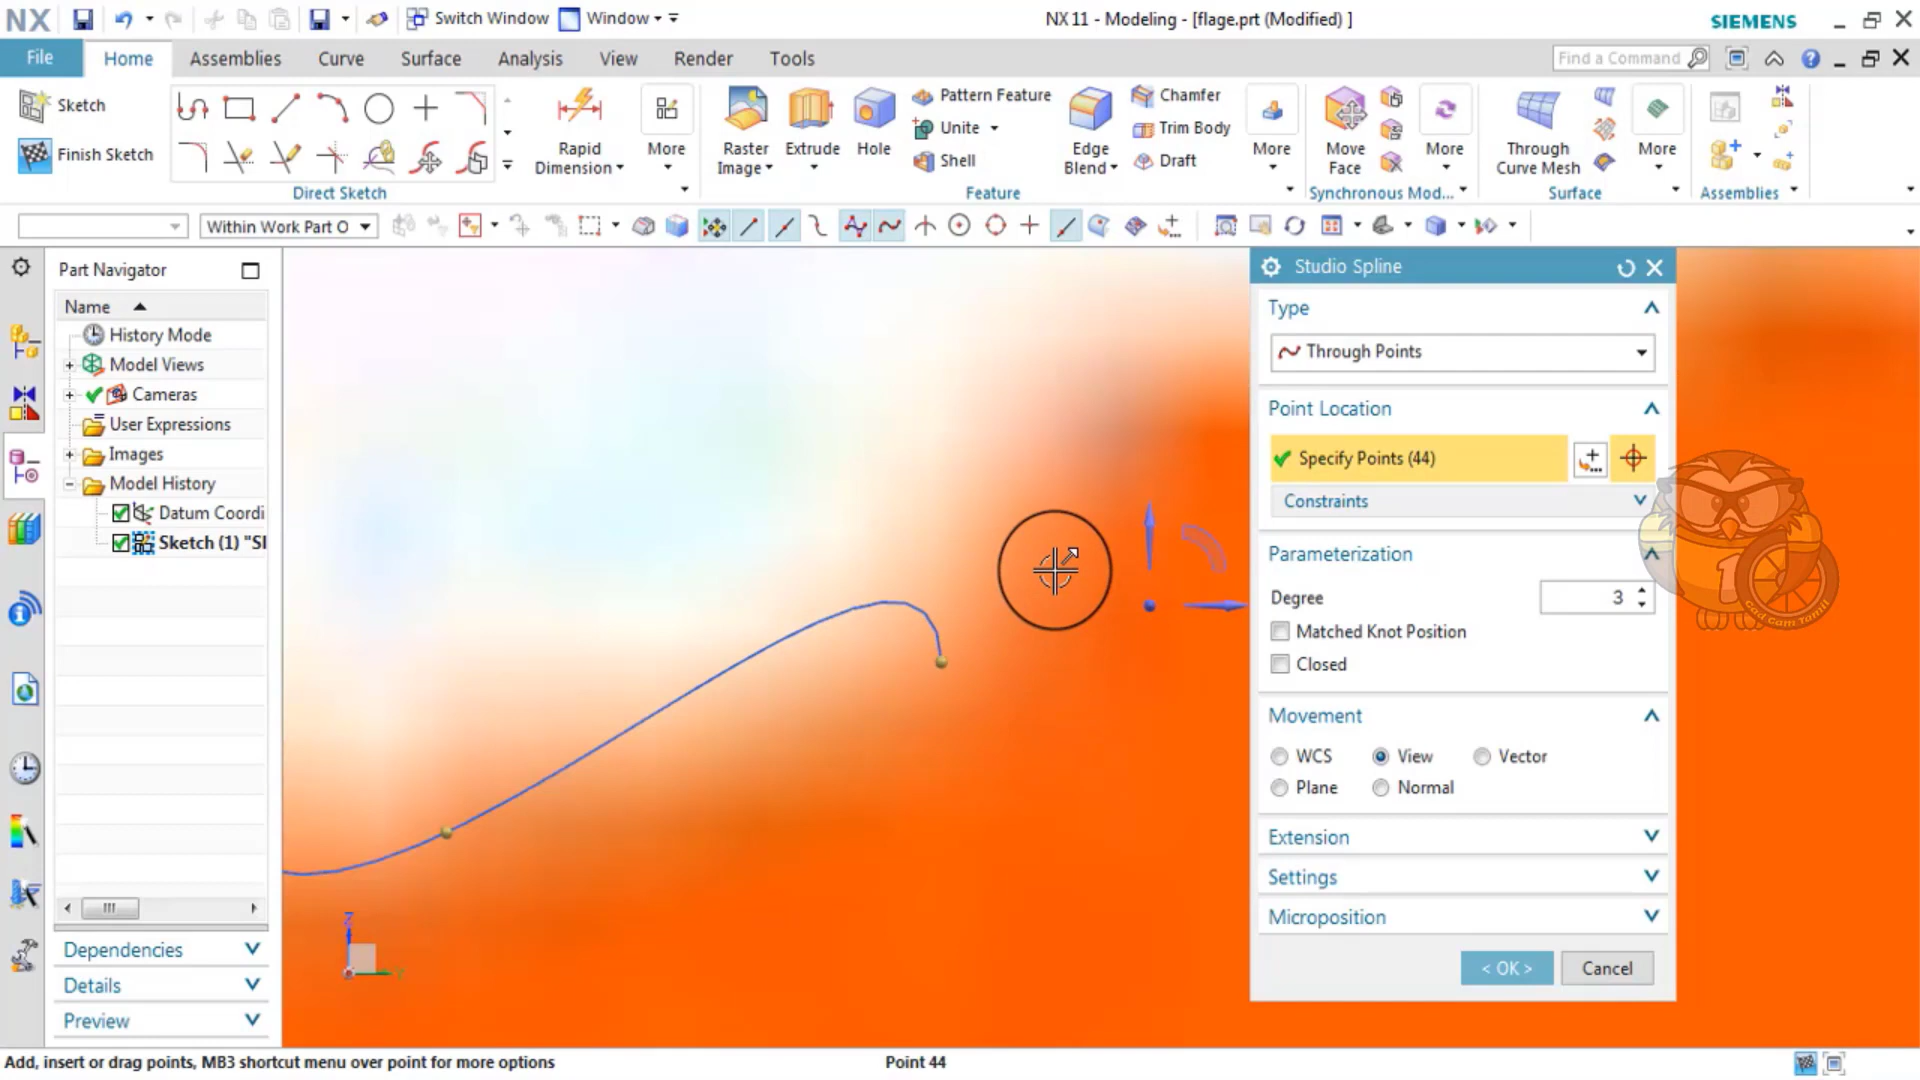 NX
Switch Window
Window
NX 11 - Modeling - [flage.prt (Modified) ]
SIEMENS
File
Home
Assemblies
Curve
Surface
Analysis
View
Render
Tools
Find a Command
Sketch
Finish Sketch
Direct Sketch
Rapid
Dimension
More
Raster
Image
Extrude
Hole
Pattern Feature
Unite
Shell
Edge
Blend
Chamfer
Trim Body
Draft
More
Feature
Move
Face
More
Synchronous Mod...
Through
Curve Mesh
More
Surface
Assemblies
Within Work Part O
Part Navigator
Name
History Mode
Model Views
Cameras
User Expressions
Images
Model History
Datum Coordi
Sketch (1) "SI
Dependencies
Details
Preview
Z
Y
Studio Spline
Type
Through Points
Point Location
Specify Points (44)
Constraints
Parameterization
Degree
3
Matched Knot Position
Closed
Movement
WCS
View
Vector
Plane
Normal
Extension
Settings
Microposition
< OK >
Cancel
1
Cad Cam Tamil
Add, insert or drag points, MB3 shortcut menu over point for more options
Point 44